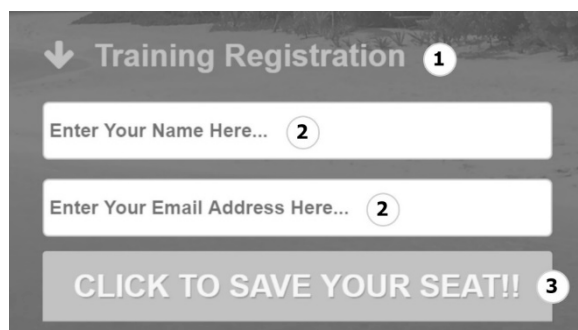 Training Registration 1
Enter Your Name Here... 2
Enter Your Email Address Here... 2
CLICK TO SAVE YOUR SEAT!! 3